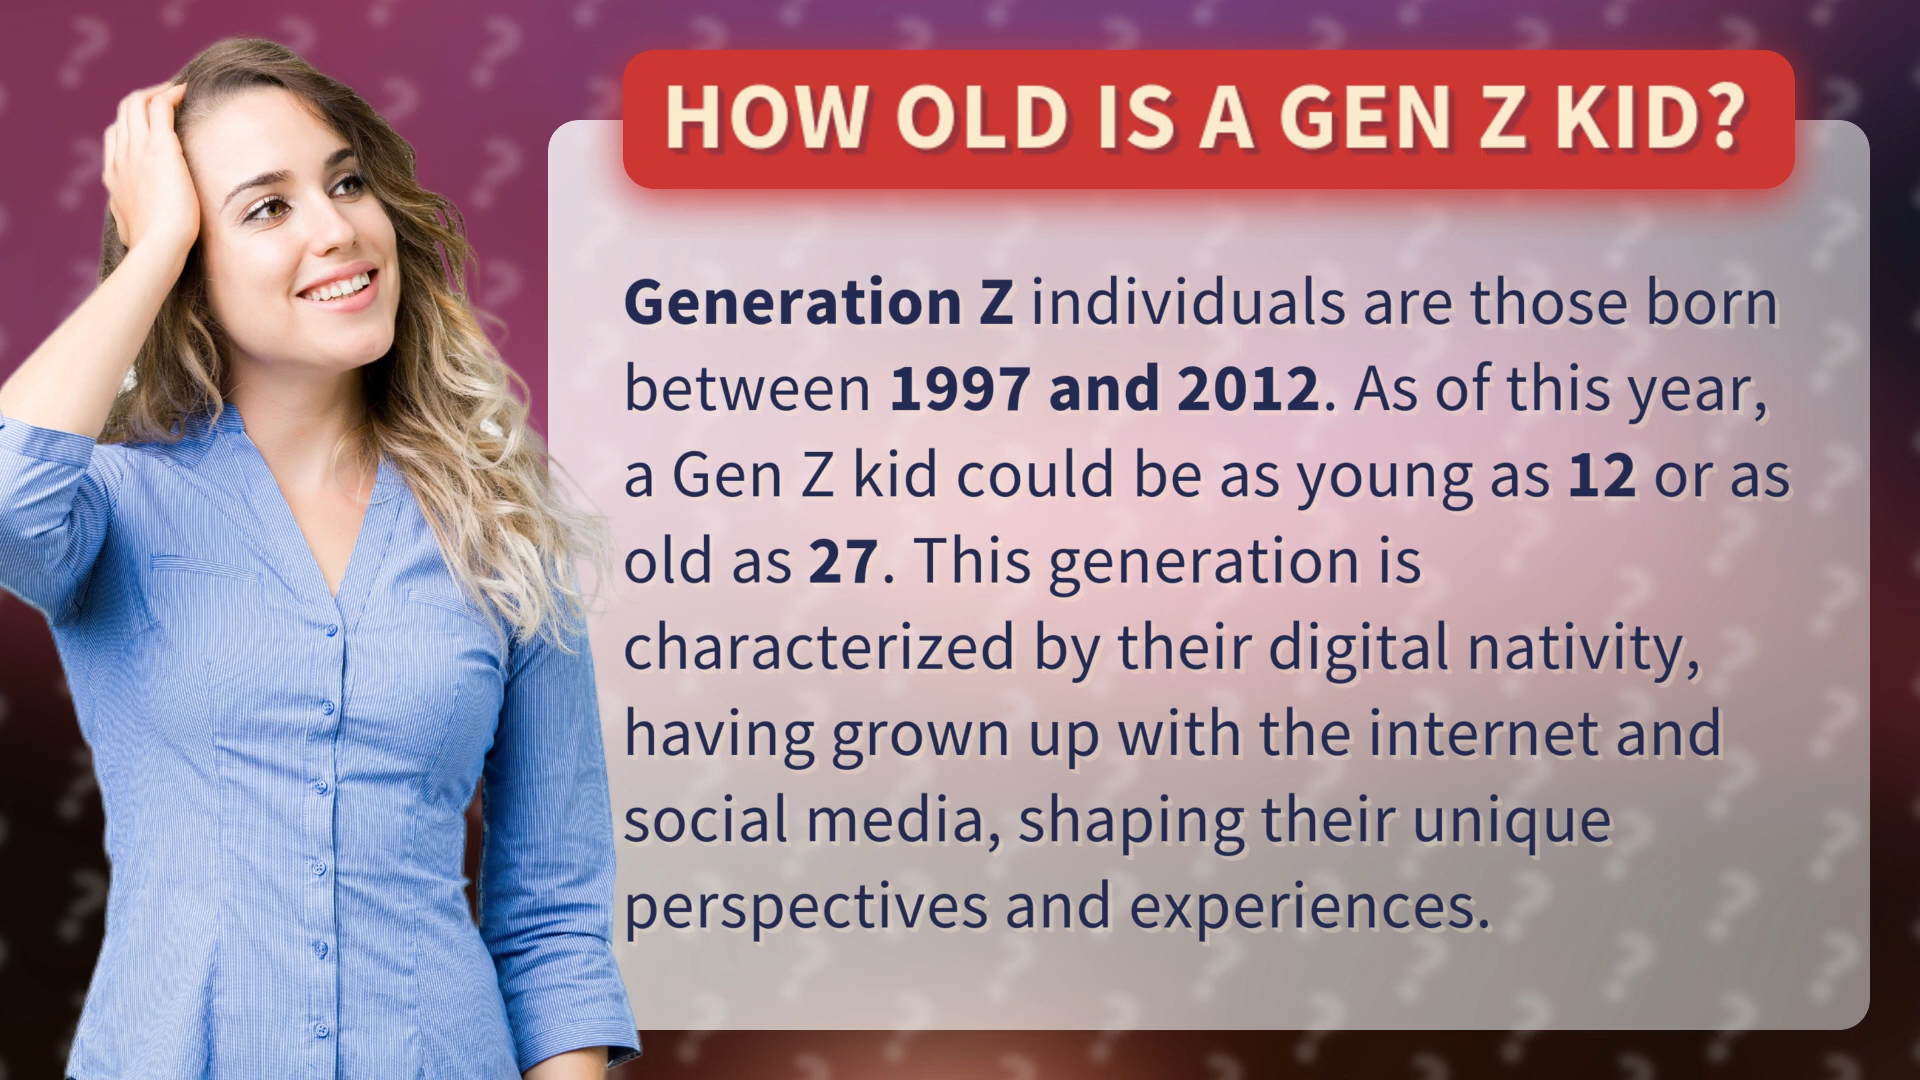 HOW OLD IS A GEN Z KID?
Generation Z individuals are those born
between 1997 and 2012. As of this year,
a Gen Z kid could be as young as 12 or as
old as 27. This generation is
characterized by their digital nativity,
having grown up with the internet and
social media, shaping their unique
perspectives and experiences.